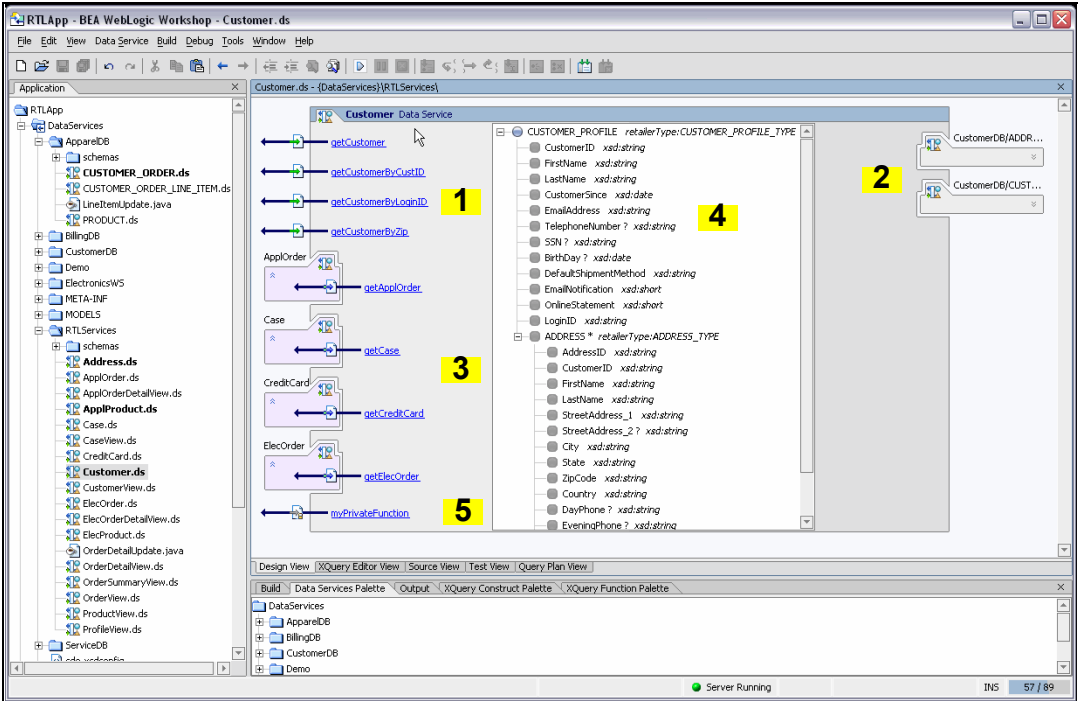 RTLApp - BEA WebLogic Workshop - Customer.ds
File Edit View Data Service Build Debug Tools Window Help
Application
RTLApp
DataServices
ApparelDB
schemas
CUSTOMER_ORDER.ds
CUSTOMER_ORDER_LINE_ITEM.ds
LineItemUpdate.java
PRODUCT.ds
BillingDB
CustomerDB
Demo
ElectronicsWS
META-INF
MODELS
RTLServices
schemas
Address.ds
ApplOrder.ds
ApplOrderDetailView.ds
ApplProduct.ds
Case.ds
CaseView.ds
CreditCard.ds
Customer.ds
CustomerView.ds
ElecOrder.ds
ElecOrderDetailView.ds
ElecProduct.ds
OrderDetailUpdate.java
OrderDetailView.ds
OrderSummaryView.ds
OrderView.ds
ProductView.ds
ProfileView.ds
ServiceDB
Customer.ds - {DataServices}\RTLServices\
Customer Data Service
getCustomer
getCustomerByCustID
getCustomerByLoginID
getCustomerByZip
1
ApplOrder
getApplOrder
Case
getCase
3
CreditCard
getCreditCard
ElecOrder
getElecOrder
myPrivateFunction
5
CUSTOMER_PROFILE retailerType:CUSTOMER_PROFILE_TYPE
CustomerID xsd:string
FirstName xsd:string
LastName xsd:string
CustomerSince xsd:date
EmailAddress xsd:string
TelephoneNumber ? xsd:string
SSN ? xsd:string
BirthDay ? xsd:date
DefaultShipmentMethod xsd:string
EmailNotification xsd:short
OnlineStatement xsd:short
LoginID xsd:string
ADDRESS * retailerType:ADDRESS_TYPE
AddressID xsd:string
CustomerID xsd:string
FirstName xsd:string
LastName xsd:string
StreetAddress_1 xsd:string
StreetAddress_2 ? xsd:string
City xsd:string
State xsd:string
ZipCode xsd:string
Country xsd:string
DayPhone ? xsd:string
EveningPhone ? xsd:string
4
2
CustomerDB/ADDR...
CustomerDB/CUST...
Design View XQuery Editor View Source View Test View Query Plan View
Build Data Services Palette Output XQuery Construct Palette XQuery Function Palette
DataServices
ApparelDB
BillingDB
CustomerDB
Demo
Server Running
INS 57 / 89